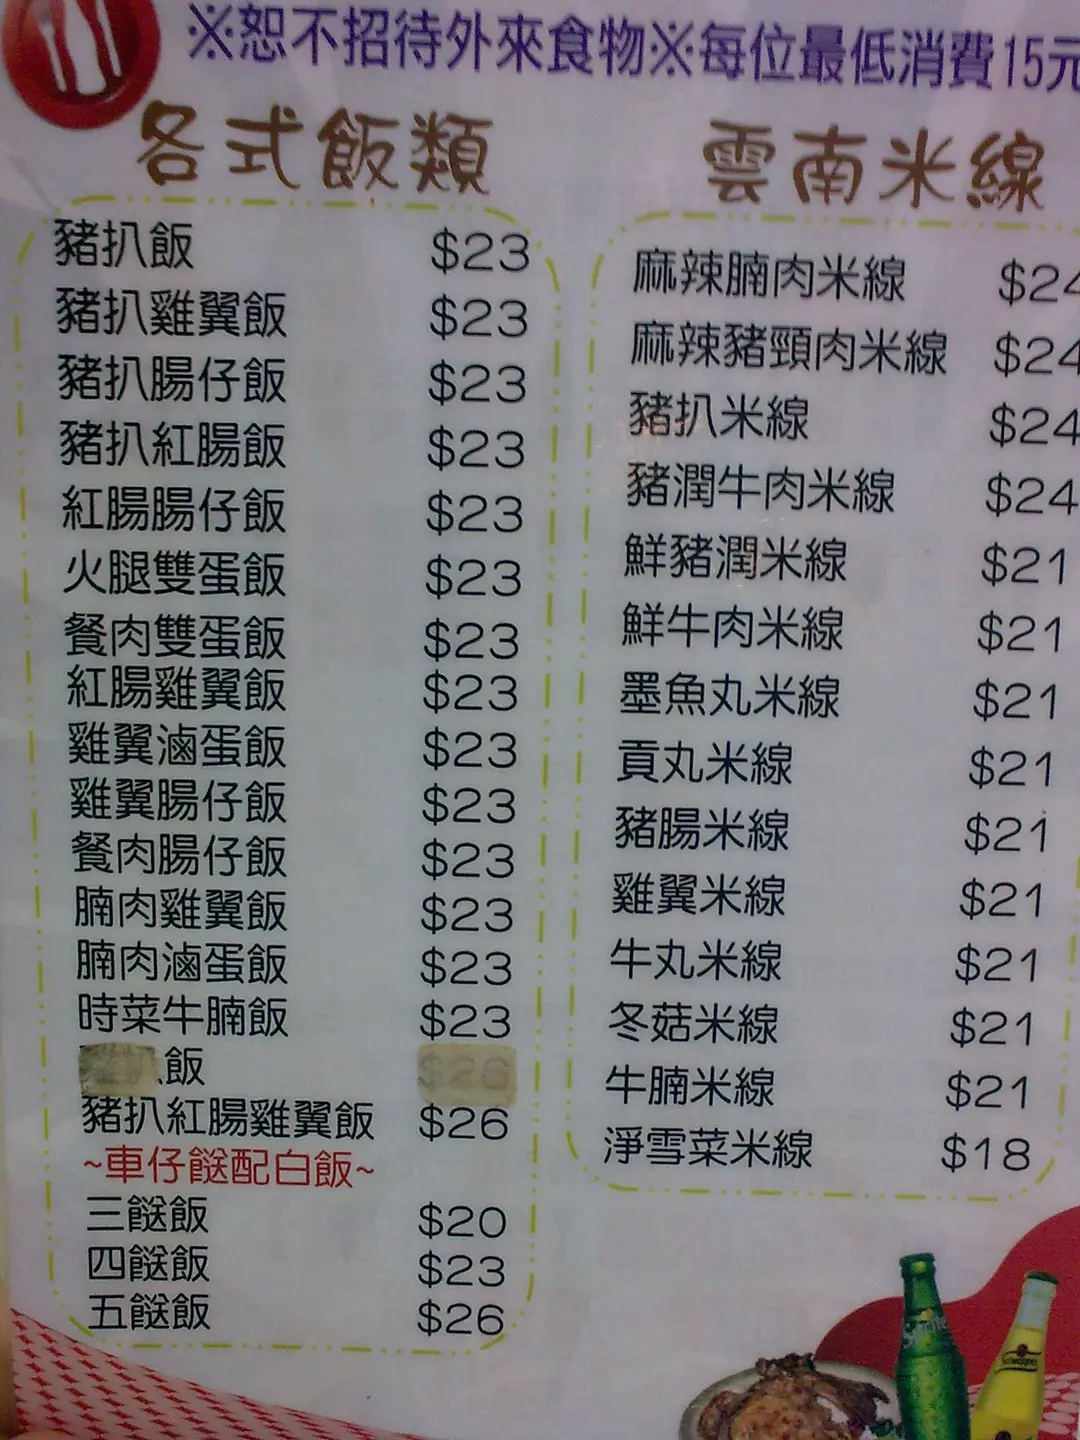 ※恕不招待外來食物※每位最低消費15元
各式飯類
豬扒飯 $23
豬扒雞翼飯 $23
豬扒腸仔飯 $23
豬扒紅腸飯 $23
紅腸腸仔飯 $23
火腿雙蛋飯 $23
餐肉雙蛋飯 $23
紅腸雞翼飯 $23
雞翼滷蛋飯 $23
雞翼腸仔飯 $23
餐肉腸仔飯 $23
腩肉雞翼飯 $23
腩肉滷蛋飯 $23
時菜牛腩飯 $23
飯 $26
豬扒紅腸雞翼飯 $26
~車仔餸配白飯~
三餸飯 $20
四餸飯 $23
五餸飯 $26
雲南米線
麻辣腩肉米線 $24
麻辣豬頸肉米線 $24
豬扒米線 $24
豬潤牛肉米線 $24
鮮豬潤米線 $21
鮮牛肉米線 $21
墨魚丸米線 $21
貢丸米線 $21
豬腸米線 $21
雞翼米線 $21
牛丸米線 $21
冬菇米線 $21
牛腩米線 $21
淨雪菜米線 $18
Sprite
Schweppes